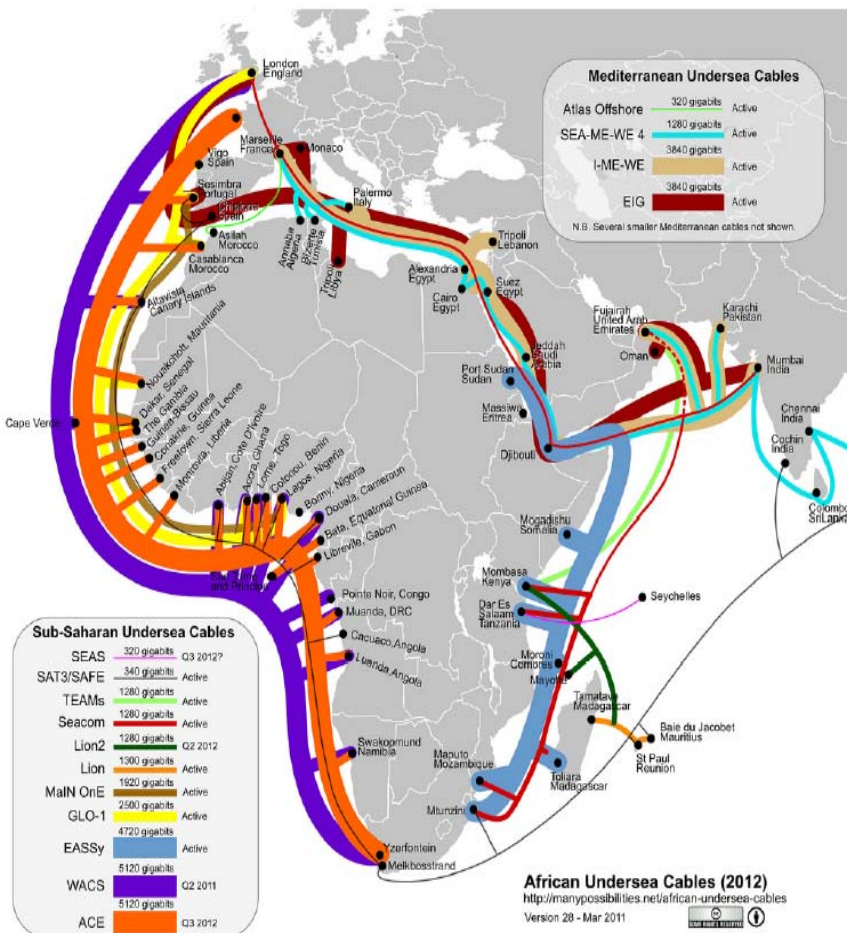 London
England
Marseille
France
Monaco
Vigo
Spain
Sesimbra
Portugal
Chipiona
Spain
Asilah
Morocco
Casablanca
Morocco
Annaba
Algeria
Bizerte
Tunisia
Palermo
Italy
Tripoli
Libya
Tripoli
Lebanon
Alexandria
Egypt
Cairo
Egypt
Suez
Egypt
Jeddah
Saudi
Arabia
Port Sudan
Sudan
Massiwa
Eritrea
Djibouti
Fujairah
United Arab
Emirates
Oman
Karachi
Pakistan
Mumbai
India
Chennai
India
Cochin
India
Colombo
Sri Lanka
Altavista
Canary Islands
Nouakchott, Mauritania
Dakar, Senegal
The Gambia
Guinea-Bissau
Conakrie, Guinea
Freetown, Sierra Leone
Monrovia, Liberia
Cape Verde
Abijan, Cote D'Ivoire
Accra, Ghana
Lome, Togo
Cotonou, Benin
Lagos, Nigeria
Bonny, Nigeria
Douala, Cameroun
Bata, Equatorial Guinea
Libreville, Gabon
and Principe
Pointe Noir, Congo
Muanda, DRC
Cacuaco,Angola
Luanda,Angola
Swakopmund
Namibia
Yzerfontein
Melkbosstrand
Mogadishu
Somalia
Mombasa
Kenya
Dar Es
Salaam
Tanzania
Seychelles
Moroni
Comores
Mayotte
Tamatave
Madagascar
Baie du Jacobet
Mauritius
St Paul
Reunion
Maputo
Mozambique
Toliara
Madagascar
Mtunzini
Mediterranean Undersea Cables
Atlas Offshore 320 gigabits Active
SEA-ME-WE 4 1280 gigabits Active
I-ME-WE 3840 gigabits Active
EIG 3840 gigabits Active
N.B. Several smaller Mediterranean cables not shown.
Sub-Saharan Undersea Cables
SEAS 320 gigabits Q3 2012?
SAT3/SAFE 340 gigabits Active
TEAMs 1280 gigabits Active
Seacom 1280 gigabits Active
Lion2 1280 gigabits Q2 2012
Lion 1300 gigabits Active
MaIN OnE 1920 gigabits Active
GLO-1 2500 gigabits Active
EASSy 4720 gigabits Active
WACS 5120 gigabits Q2 2011
ACE 5120 gigabits Q3 2012
African Undersea Cables (2012)
http://manypossibilities.net/african-undersea-cables
Version 28 - Mar 2011
cc
SOME RIGHTS RESERVED